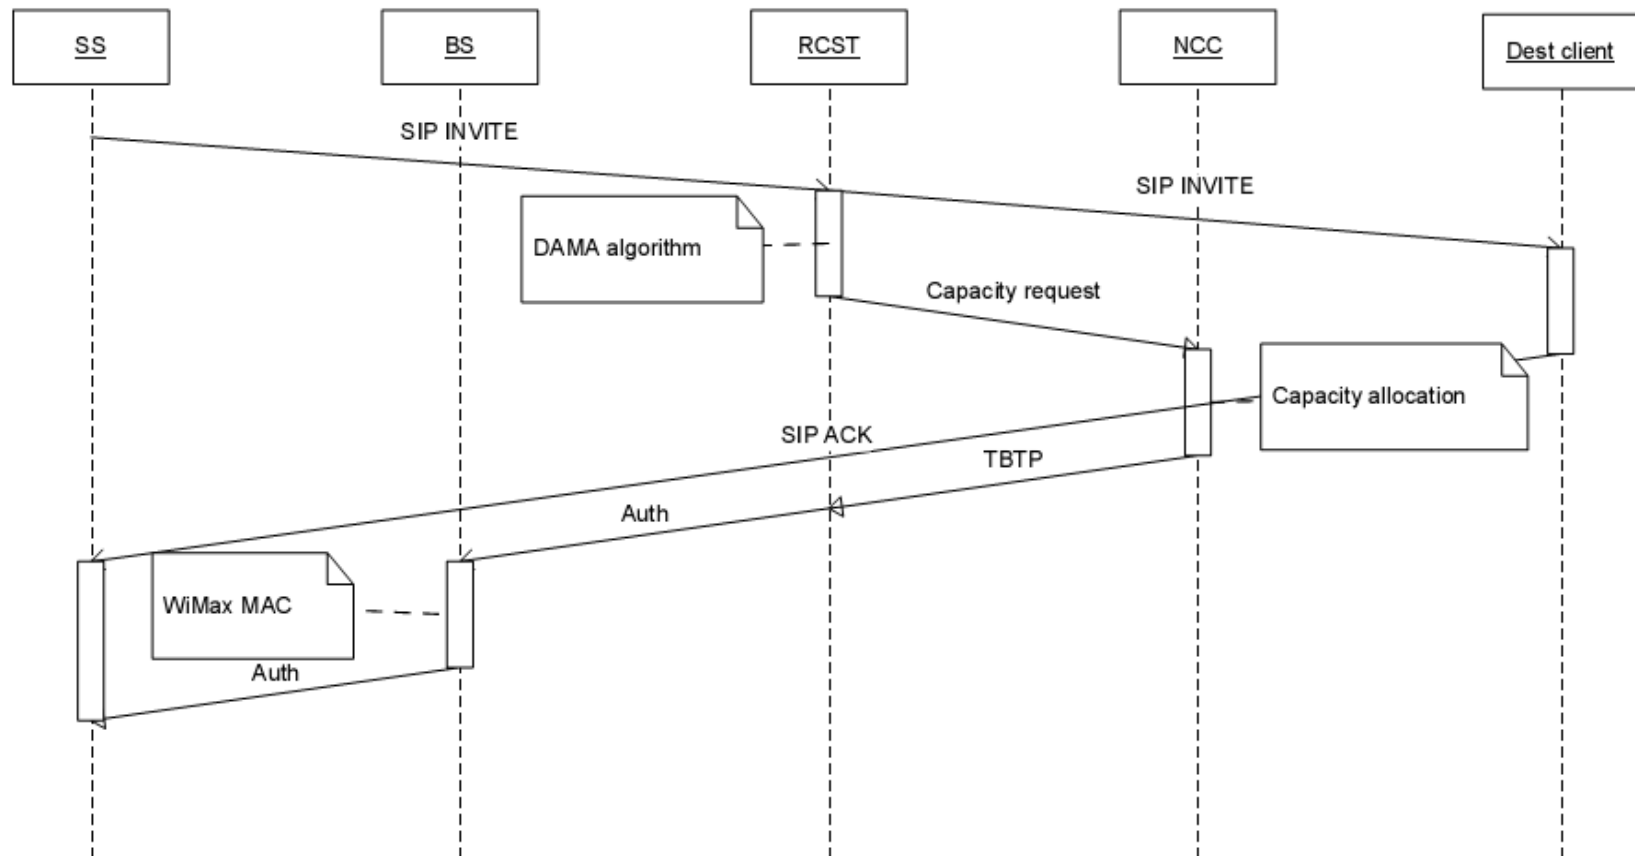 SS
BS
RCST
NCC
Dest client
SIP INVITE
SIP INVITE
DAMA algorithm
Capacity request
Capacity allocation
SIP ACK
TBTP
Auth
WiMax MAC
Auth